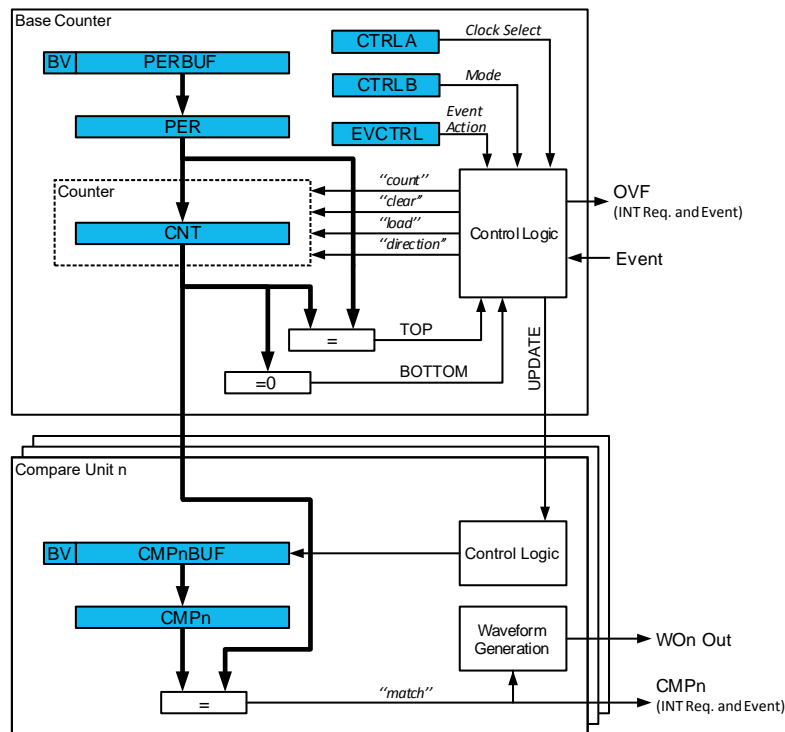 Base Counter
BV PERBUF
CTRLA
Clock Select
CTRLB
Mode
PER
EVCTRL
Event
Action
Counter
CNT
“count”
“clear”
“load”
“direction”
Control Logic
OVF
(INT Req. and Event)
Event
=
TOP
=0
BOTTOM
UPDATE
Compare Unit n
BV CMPnBUF
Control Logic
CMPn
Waveform
Generation
WOn Out
=
“match”
CMPn
(INT Req. and Event)